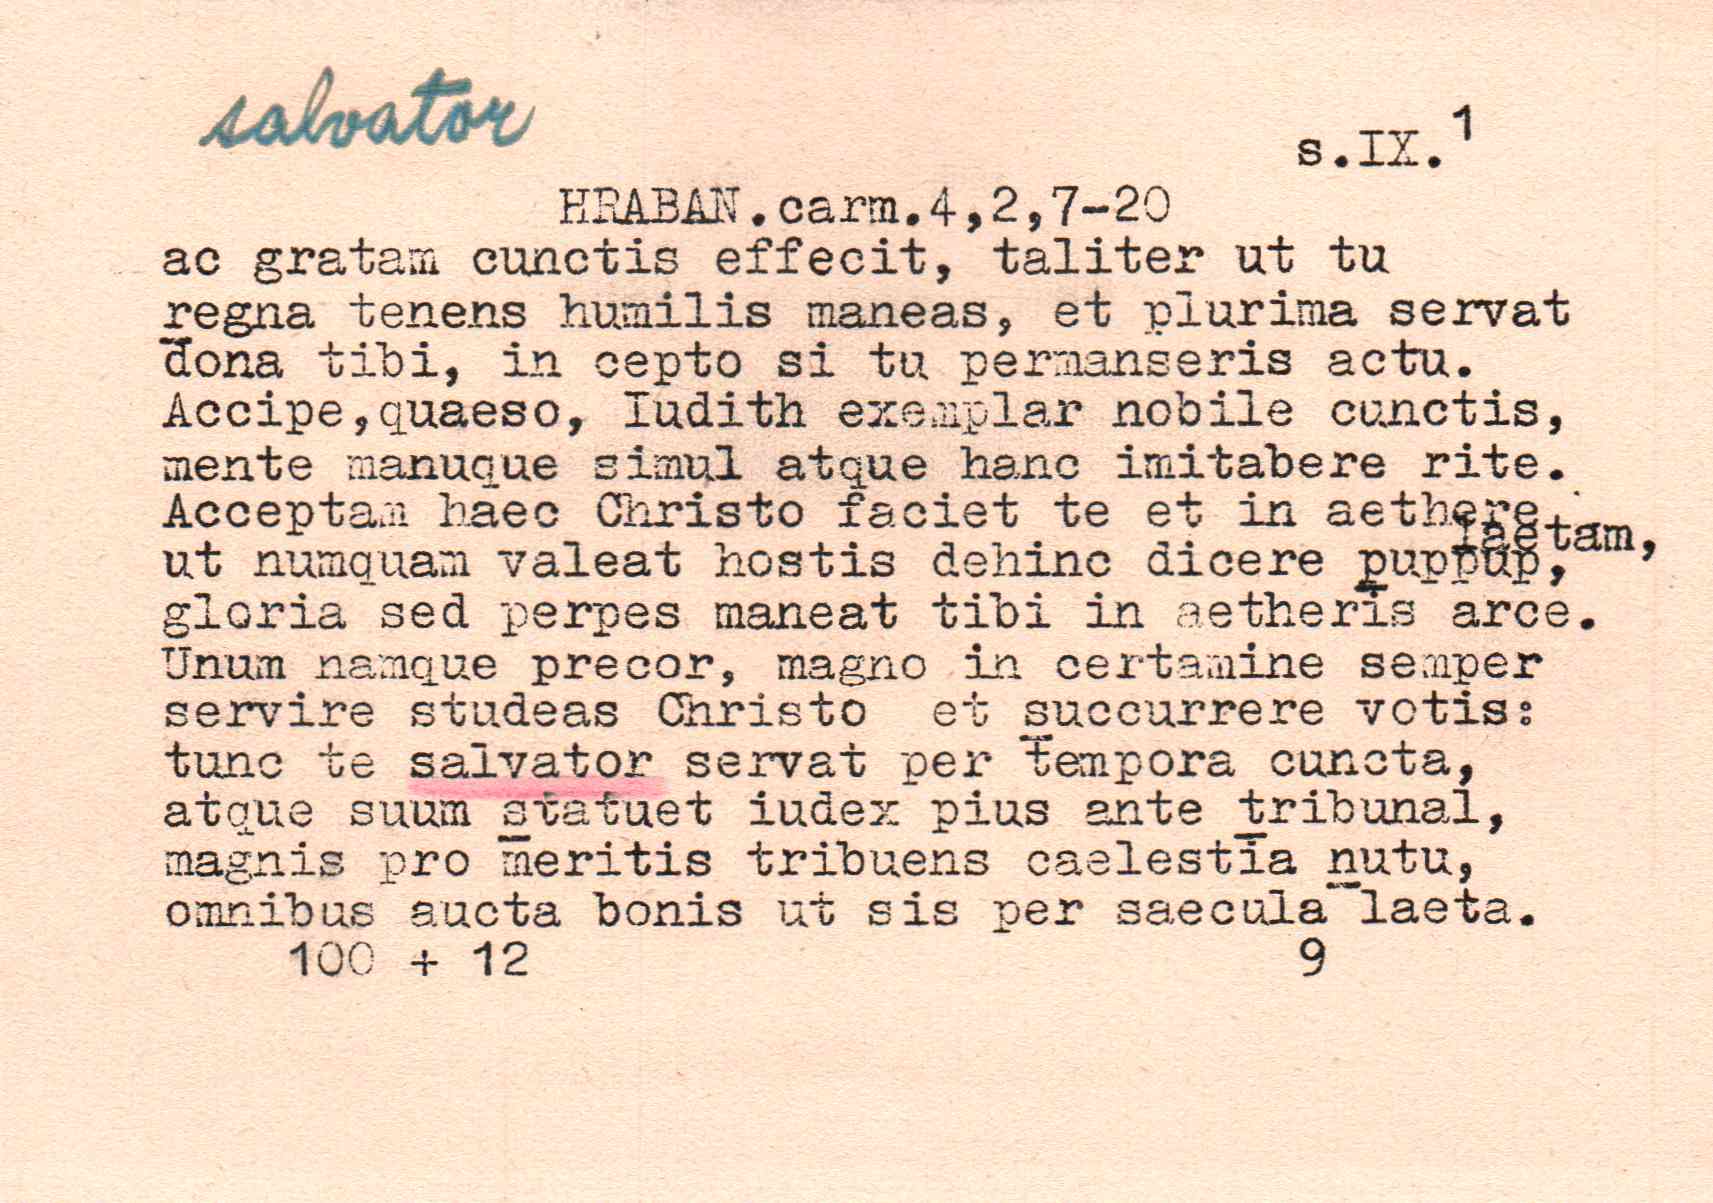 salvator
s.IX.¹
HRABAN.carm.4,2,7-20
ac gratam cunctis effecit, taliter ut tu
regna tenens humilis maneas, et plurima servat
dona tibi, in cepto si tu permanseris actu.
Accipe,quaeso, Iudith exemplar nobile cunctis,
mente manuque simul atque hanc imitabere rite.
Acceptam haec Christo faciet te et in aethere
laetam,
ut numquam valeat hostis dehinc dicere puppup,
gloria sed perpes maneat tibi in aetheris arce.
Unum namque precor, magno in certamine semper
servire studeas Christo et succurrere votis:
tunc te salvator servat per tempora cuncta,
atque suum statuet iudex pius ante tribunal,
magnis pro meritis tribuens caelestia nutu,
omnibus aucta bonis ut sis per saecula laeta.
100 + 12 9